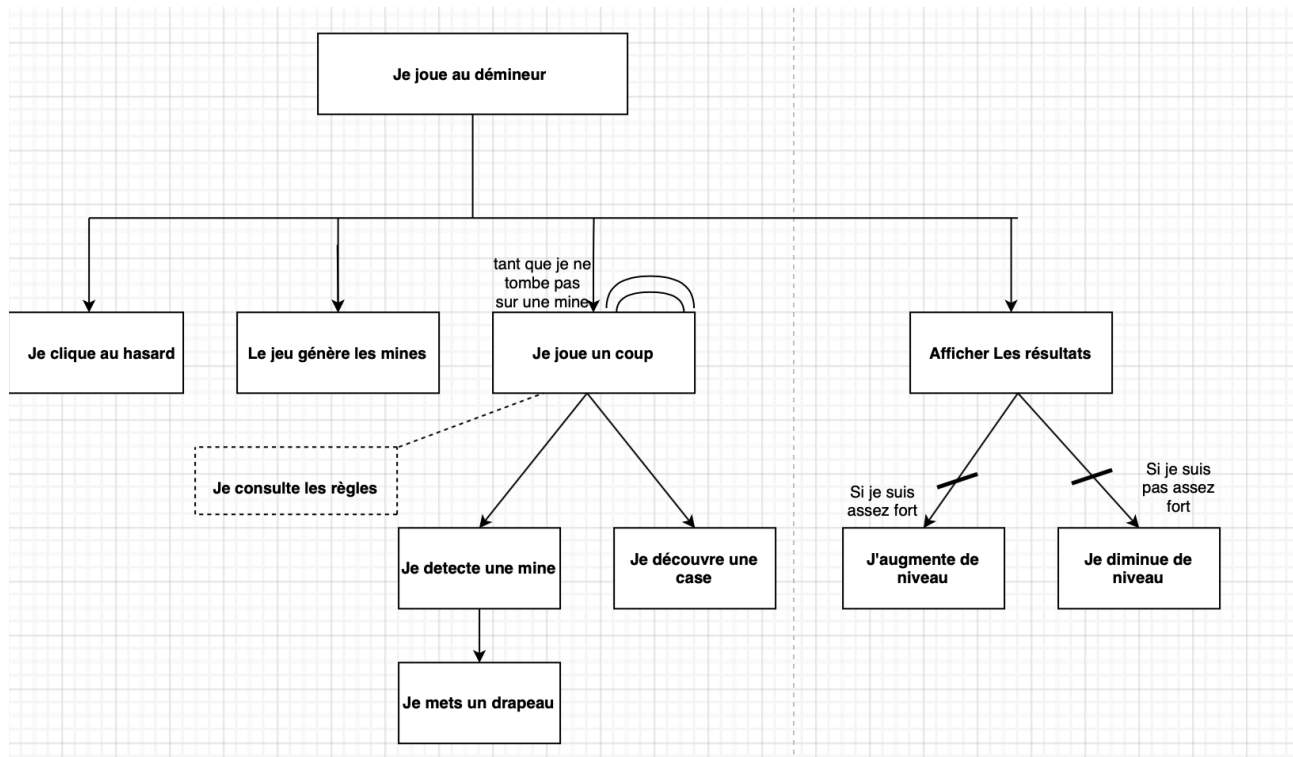 Je joue au démineur
tant que je ne
tombe pas
sur une mine
Je clique au hasard
Le jeu génère les mines
Je joue un coup
Afficher Les résultats
Je consulte les règles
Si je suis
assez fort
Si je suis
pas assez
fort
Je detecte une mine
Je découvre une
case
J'augmente de
niveau
Je diminue de
niveau
Je mets un drapeau